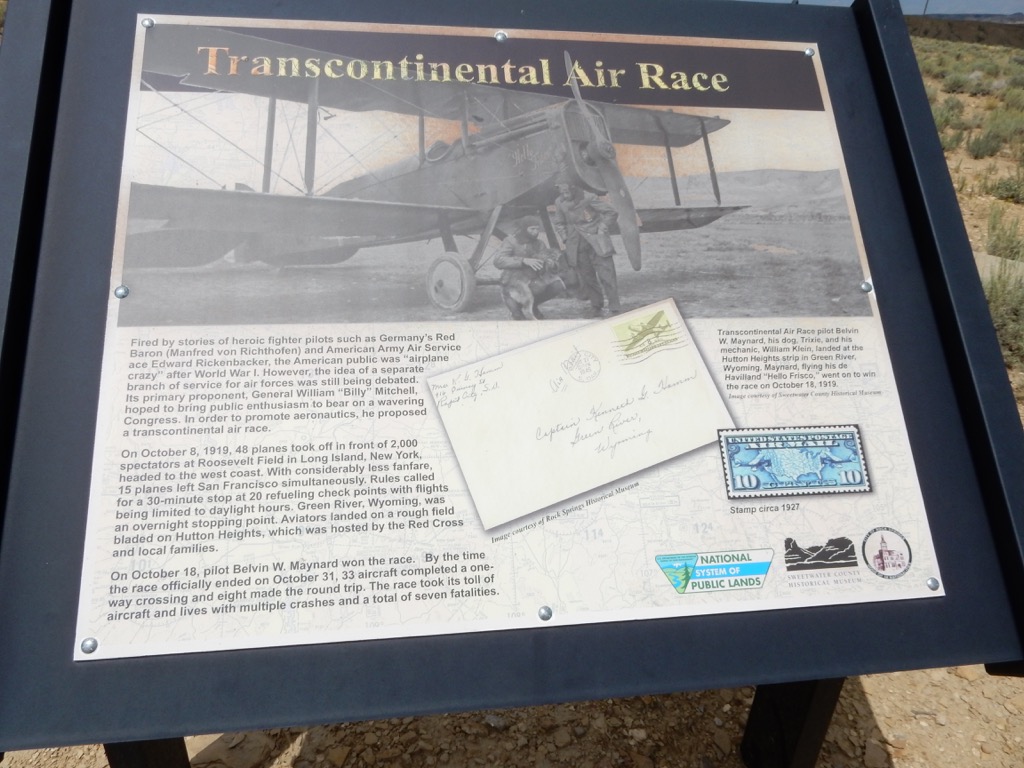 Transcontinental Air Race
Fired by stories of heroic fighter pilots such as Germany's Red
Baron (Manfred von Richthofen) and American Army Air Service
ace Edward Rickenbacker, the American public was "airplane
crazy" after World War I. However, the idea of a separate
branch of service for air forces was still being debated.
Its primary proponent, General William "Billy" Mitchell,
hoped to bring public enthusiasm to bear on a wavering
Congress. In order to promote aeronautics, he proposed
a transcontinental air race.
On October 8, 1919, 48 planes took off in front of 2,000
spectators at Roosevelt Field in Long Island, New York,
headed to the west coast. With considerably less fanfare,
15 planes left San Francisco simultaneously. Rules called
for a 30-minute stop at 20 refueling check points with flights
being limited to daylight hours. Green River, Wyoming, was
an overnight stopping point. Aviators landed on a rough field
bladed on Hutton Heights, which was hosted by the Red Cross
and local families.
On October 18, pilot Belvin W. Maynard won the race. By the time
the race officially ended on October 31, 33 aircraft completed a one-
way crossing and eight made the round trip. The race took its toll of
aircraft and lives with multiple crashes and a total of seven fatalities.
Rapid City, S.D.
Captain Kenneth G. Hamon
Green River,
Wyoming
Image courtesy of Rock Springs Historical Museum
Transcontinental Air Race pilot Belvin
W. Maynard, his dog, Trixie, and his
mechanic, William Klein, landed at the
Hutton Heights strip in Green River,
Wyoming. Maynard, flying his de
Havilland "Hello Frisco," went on to win
the race on October 18, 1919.
Image courtesy of Sweetwater County Historical Museum
UNITED STATES POSTAGE
AIR MAIL
10 CENTS 10
Stamp circa 1927
NATIONAL
SYSTEM OF
PUBLIC LANDS
SWEETWATER COUNTY
HISTORICAL MUSEUM